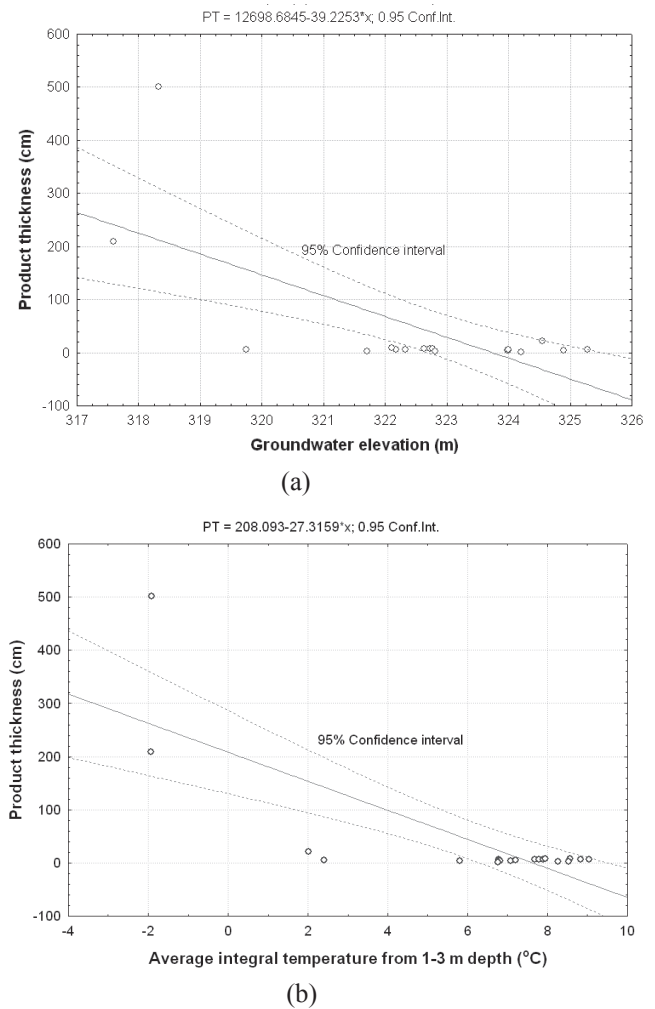 PT = 12698.6845-39.2253*x; 0.95 Conf.Int.
600
500
400
300
200
100
0
-100
Product thickness (cm)
95% Confidence interval
317 318 319 320 321 322 323 324 325 326
Groundwater elevation (m)
(a)
PT = 208.093-27.3159*x; 0.95 Conf.Int.
600
500
400
300
200
100
0
-100
Product thickness (cm)
95% Confidence interval
-4 -2 0 2 4 6 8 10
Average integral temperature from 1-3 m depth (°C)
(b)